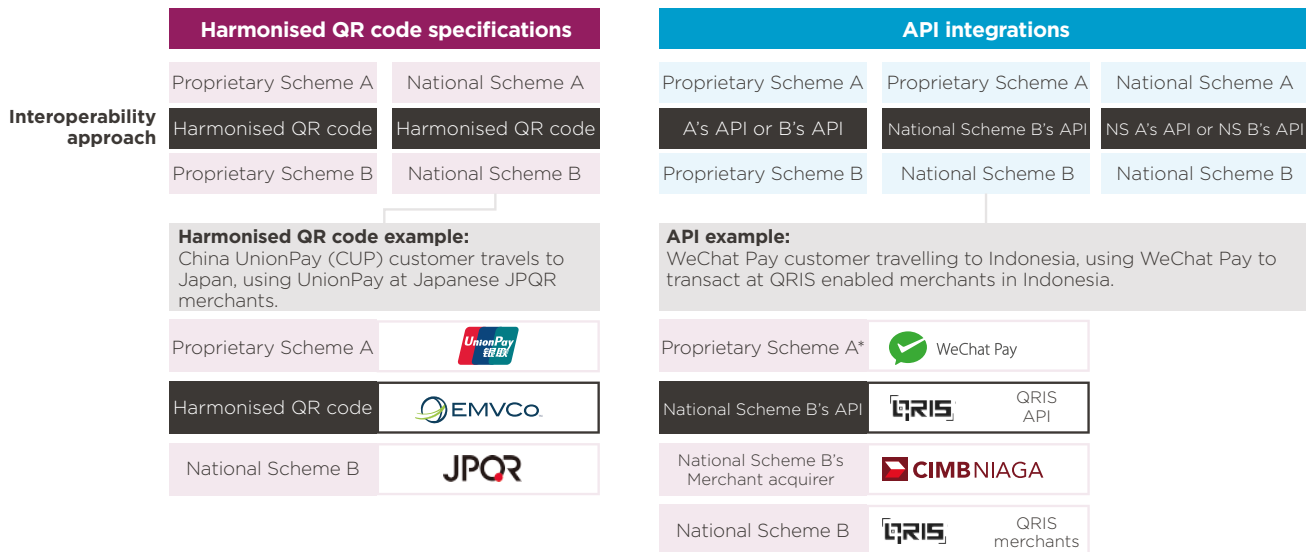 Harmonised QR code specifications
API integrations
Proprietary Scheme A
National Scheme A
Proprietary Scheme A
Proprietary Scheme A
National Scheme A
Interoperability
approach
Harmonised QR code
Harmonised QR code
A's API or B's API
National Scheme B's API
NS A's API or NS B's API
Proprietary Scheme B
National Scheme B
Proprietary Scheme B
National Scheme B
National Scheme B
Harmonised QR code example:
China UnionPay (CUP) customer travels to
Japan, using UnionPay at Japanese JPQR
merchants.
API example:
WeChat Pay customer travelling to Indonesia, using WeChat Pay to
transact at QRIS enabled merchants in Indonesia.
Proprietary Scheme A
UnionPay
银联
Harmonised QR code
EMVCo
National Scheme B
JPQR
Proprietary Scheme A*
WeChat Pay
National Scheme B's API
QRIS
QRIS
API
National Scheme B's
Merchant acquirer
CIMB NIAGA
National Scheme B
QRIS
QRIS
merchants